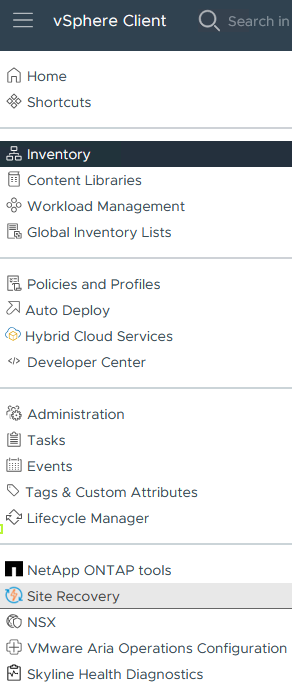 vSphere Client
Search in
Home
Shortcuts
Inventory
Content Libraries
Workload Management
Global Inventory Lists
Policies and Profiles
Auto Deploy
Hybrid Cloud Services
Developer Center
Administration
Tasks
Events
Tags & Custom Attributes
Lifecycle Manager
NetApp ONTAP tools
Site Recovery
NSX
VMware Aria Operations Configuration
Skyline Health Diagnostics